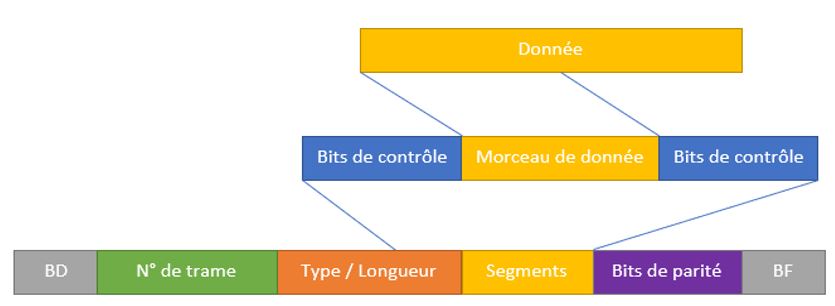 Donnée
Bits de contrôle Morceau de donnée Bits de contrôle
BD N° de trame Type / Longueur Segments Bits de parité BF